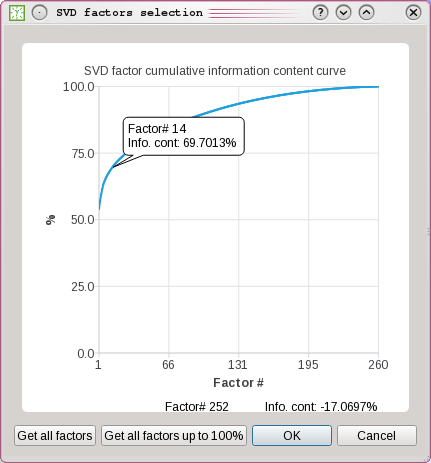 SVD factors selection
SVD factor cumulative information content curve
100.0
Factor# 14
Info. cont: 69.7013%
75.0
50.0
%
25.0
0.0
1 66 131 195 260
Factor #
Factor# 252 Info. cont: -17.0697%
Get all factors Get all factors up to 100% OK Cancel